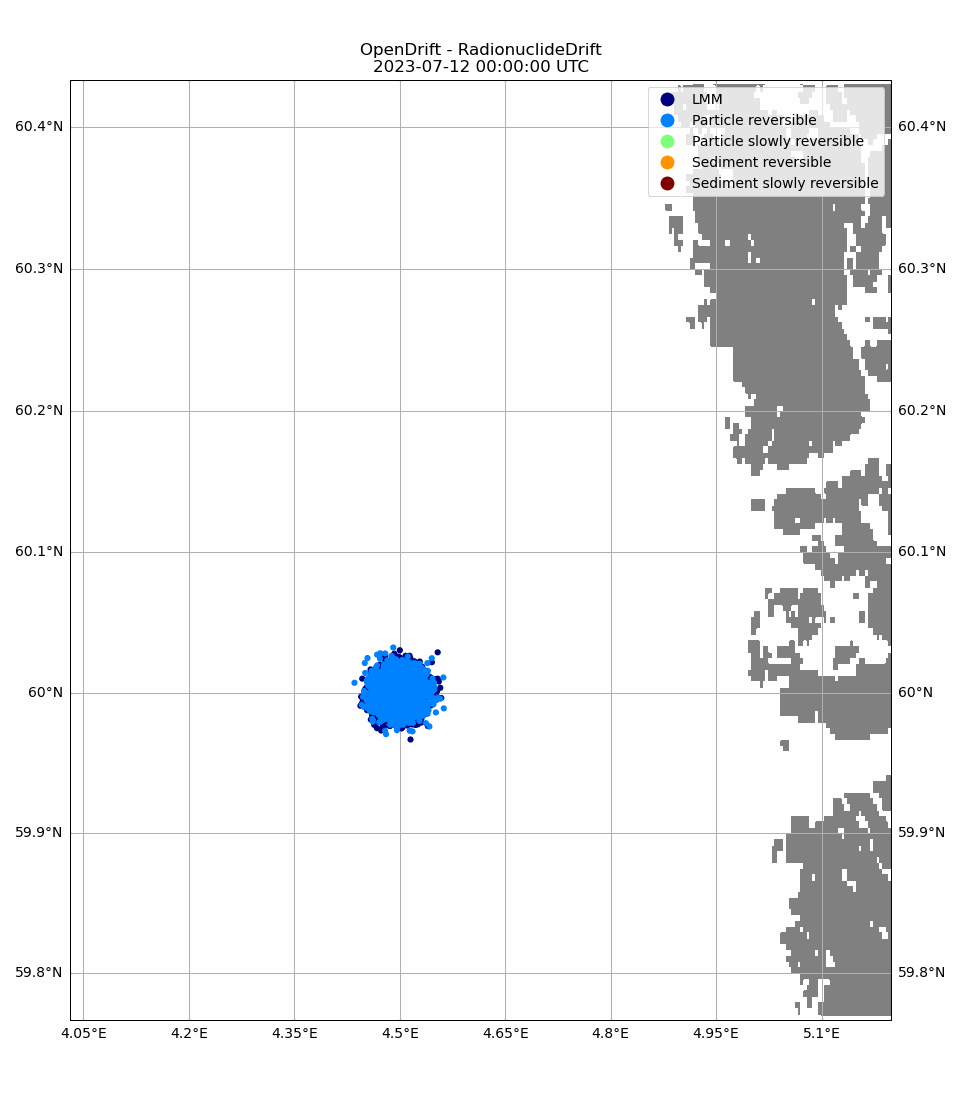 OpenDrift - RadionuclideDrift
2023-07-12 00:00:00 UTC
LMM
Particle reversible
Particle slowly reversible
Sediment reversible
Sediment slowly reversible
60.4°N 60.4°N
60.3°N 60.3°N
60.2°N 60.2°N
60.1°N 60.1°N
60°N 60°N
59.9°N 59.9°N
59.8°N 59.8°N
4.05°E 4.2°E 4.35°E 4.5°E 4.65°E 4.8°E 4.95°E 5.1°E